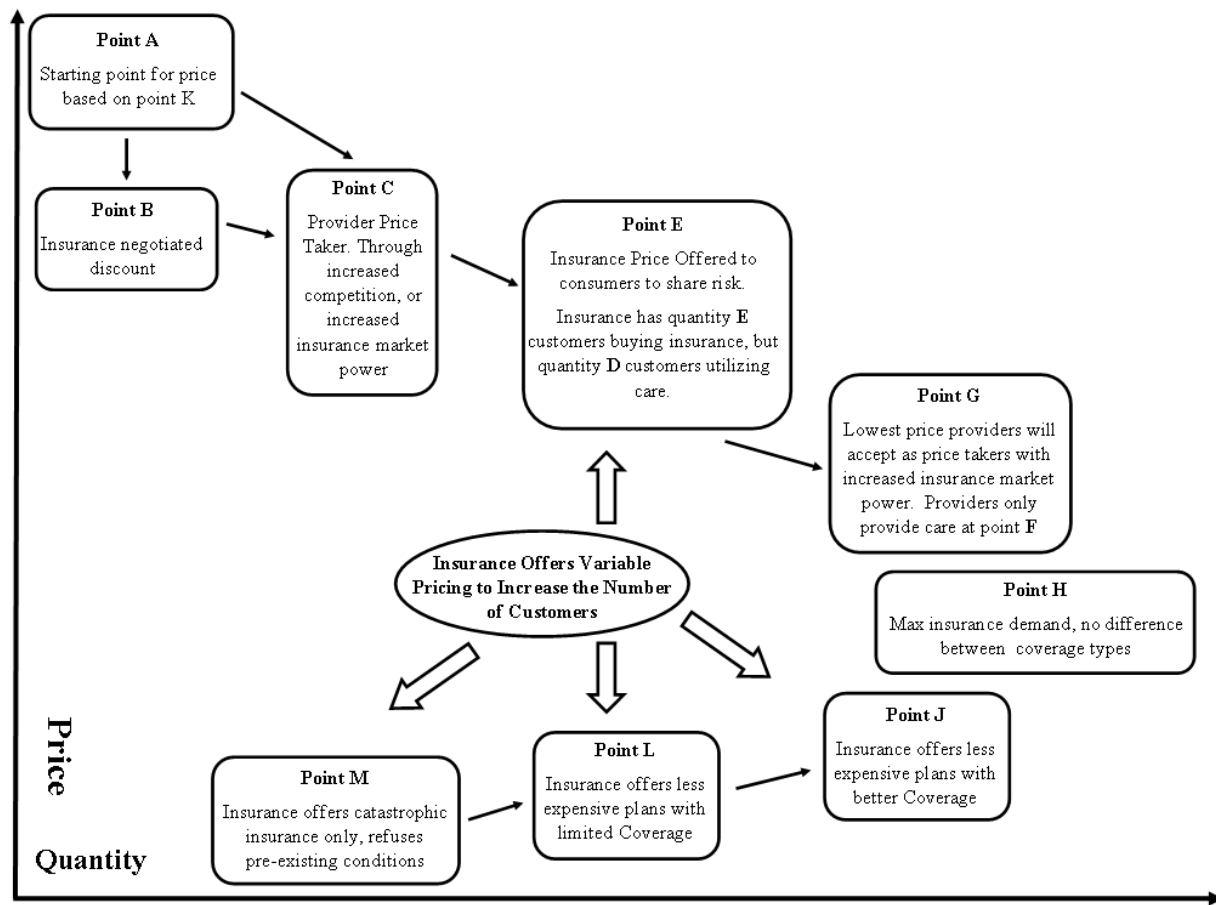 Point A
Starting point for price
based on point K
Point B
Insurance negotiated
discount
Point C
Provider Price
Taker. Through
increased
competition, or
increased
insurance market
power
Point E
Insurance Price Offered to
consumers to share risk.
Insurance has quantity E
customers buying insurance, but
quantity D customers utilizing
care.
Point G
Lowest price providers will
accept as price takers with
increased insurance market
power. Providers only
provide care at point F
Insurance Offers Variable
Pricing to Increase the Number
of Customers
Point H
Max insurance demand, no difference
between coverage types
Point J
Insurance offers less
expensive plans with
better Coverage
Point L
Insurance offers less
expensive plans with
limited Coverage
Point M
Insurance offers catastrophic
insurance only, refuses
pre-existing conditions
Price
Quantity